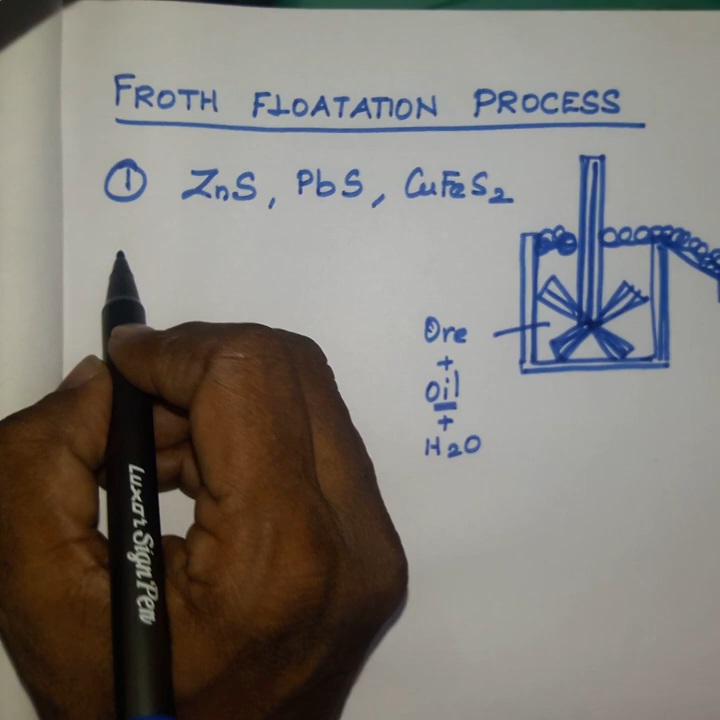 FROTH FLOATATION PROCESS
① ZnS, PbS, CuFeS₂
Ore
+
Oil
+
H₂O
Luxor Sign Pen